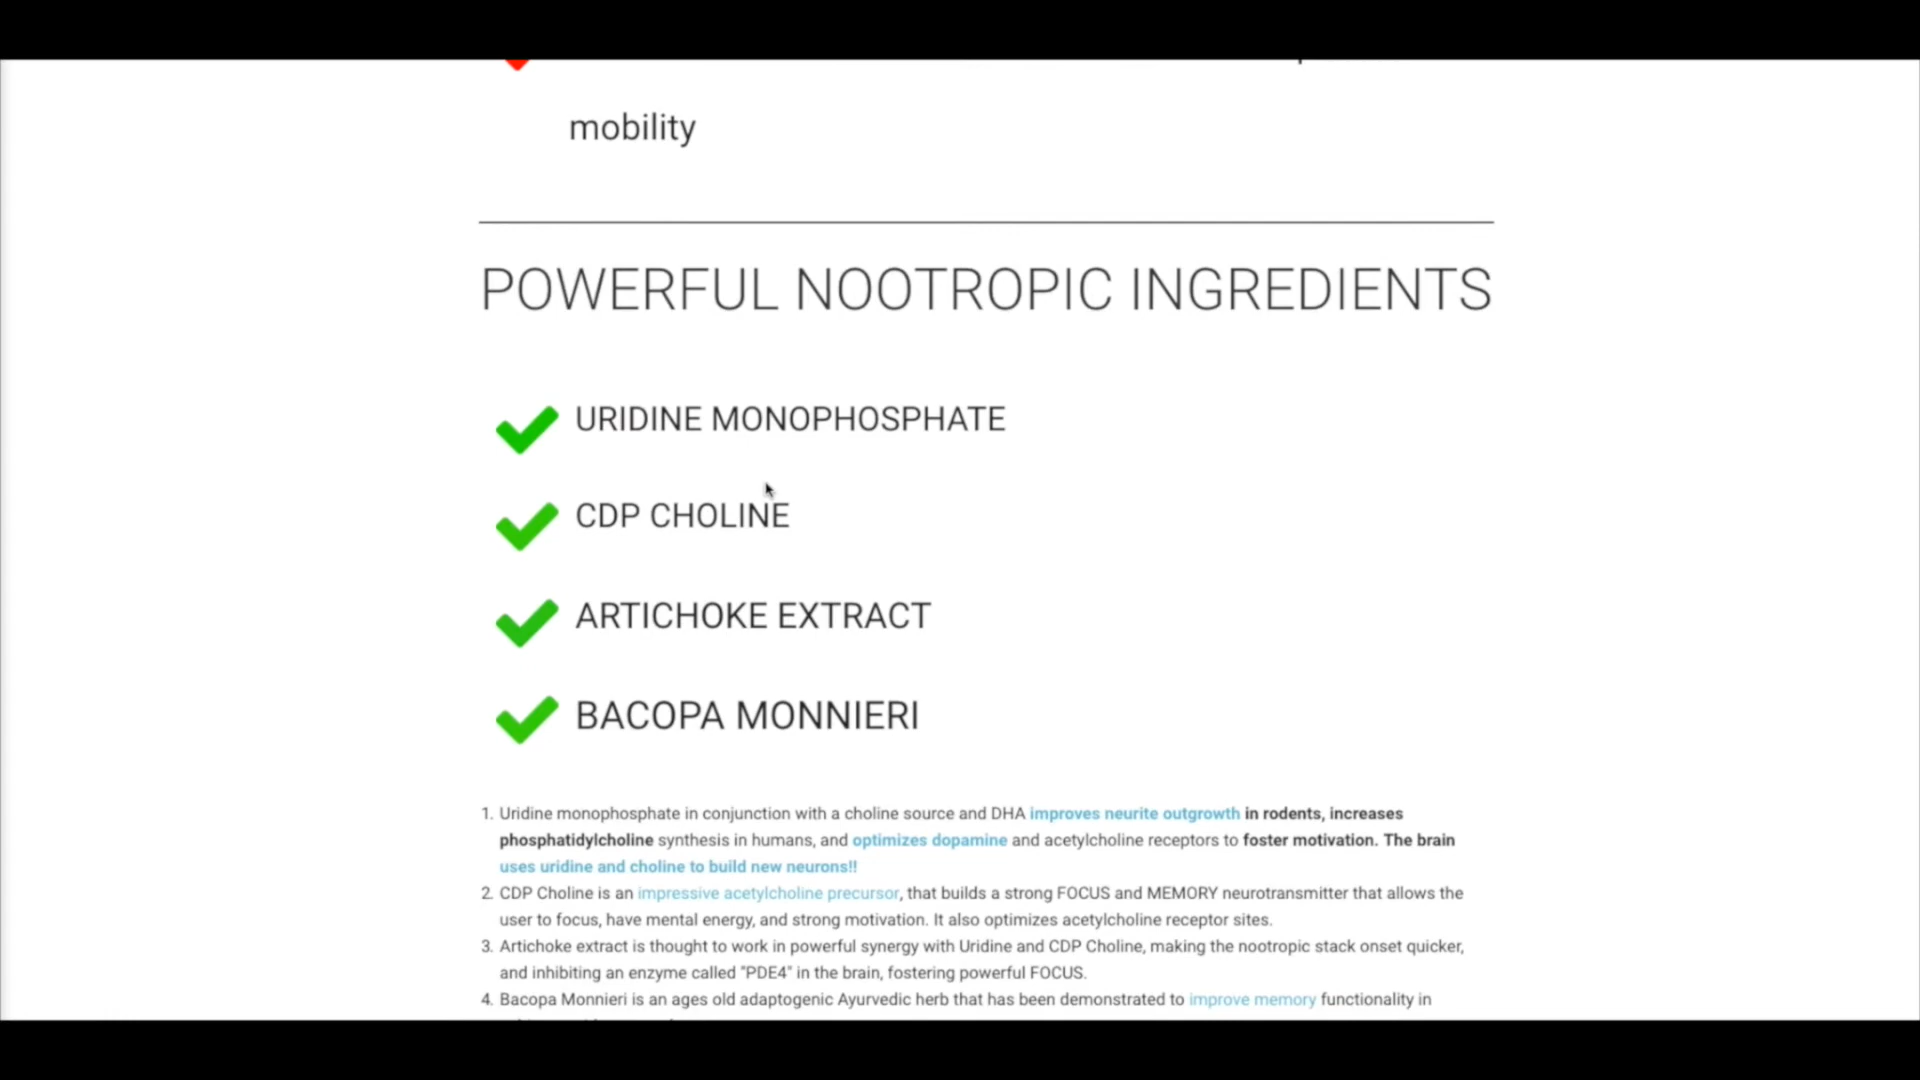 mobility
POWERFUL NOOTROPIC INGREDIENTS
URIDINE MONOPHOSPHATE
CDP CHOLINE
ARTICHOKE EXTRACT
BACOPA MONNIERI
1. Uridine monophosphate in conjunction with a choline source and DHA improves neurite outgrowth in rodents, increases
phosphatidylcholine synthesis in humans, and optimizes dopamine and acetylcholine receptors to foster motivation. The brain
uses uridine and choline to build new neurons!!
2. CDP Choline is an impressive acetylcholine precursor, that builds a strong FOCUS and MEMORY neurotransmitter that allows the
user to focus, have mental energy, and strong motivation. It also optimizes acetylcholine receptor sites.
3. Artichoke extract is thought to work in powerful synergy with Uridine and CDP Choline, making the nootropic stack onset quicker,
and inhibiting an enzyme called "PDE4" in the brain, fostering powerful FOCUS.
4. Bacopa Monnieri is an ages old adaptogenic Ayurvedic herb that has been demonstrated to improve memory functionality in